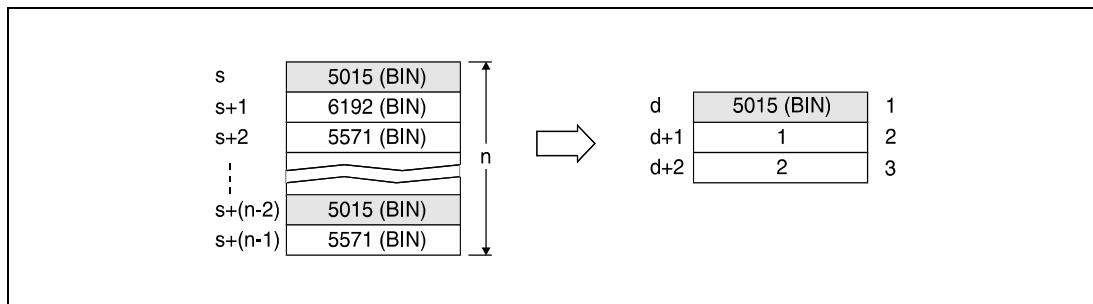 s 5015 (BIN)
s+1 6192 (BIN)
s+2 5571 (BIN)
s+(n-2) 5015 (BIN)
s+(n-1) 5571 (BIN)
n
d 5015 (BIN) 1
d+1 1 2
d+2 2 3